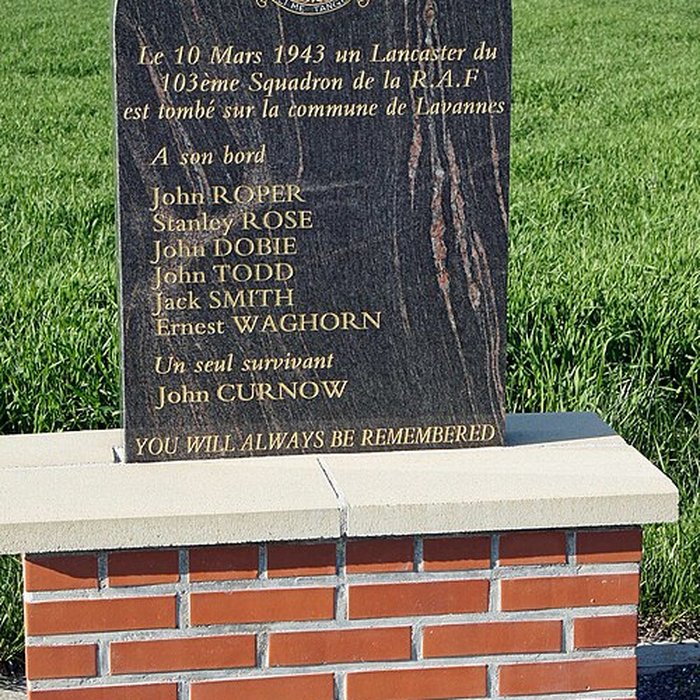 ME TANG
Le 10 Mars 1943 un Lancaster du
103ème Squadron de la R.A.F
est tombé sur la commune de Lavannes
A son bord
John ROPER
Stanley ROSE
John DOBIE
John TODD
Jack SMITH
Ernest WAGHORN
Un seul survivant
John CURNOW
YOU WILL ALWAYS BE REMEMBERED